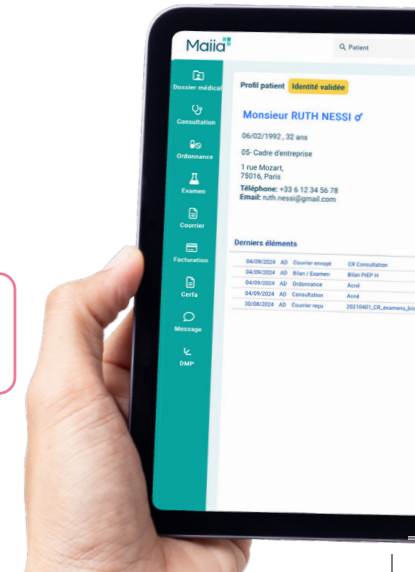 Maiia
Patient
Dossier médical
Consultation
Ordonnance
Examen
Courrier
Facturation
Cerfa
Message
DMP
Profil patient Identité validée
Monsieur RUTH NESSI
06/02/1992, 32 ans
05- Cadre d'entreprise
1 rue Mozart,
75016, Paris
Téléphone: +33 6 12 34 56 78
Email: ruth.nessi@gmail.com
Derniers éléments
04/09/2024 AD Courrier envoyé CR Consultation
04/09/2024 AD Bilan / Examen Bilan PrEP H
04/09/2024 AD Ordonnance Acné
04/09/2024 AD Consultation Acné
30/08/2024 AD Courrier reçu 20210401_CR_examens_bio